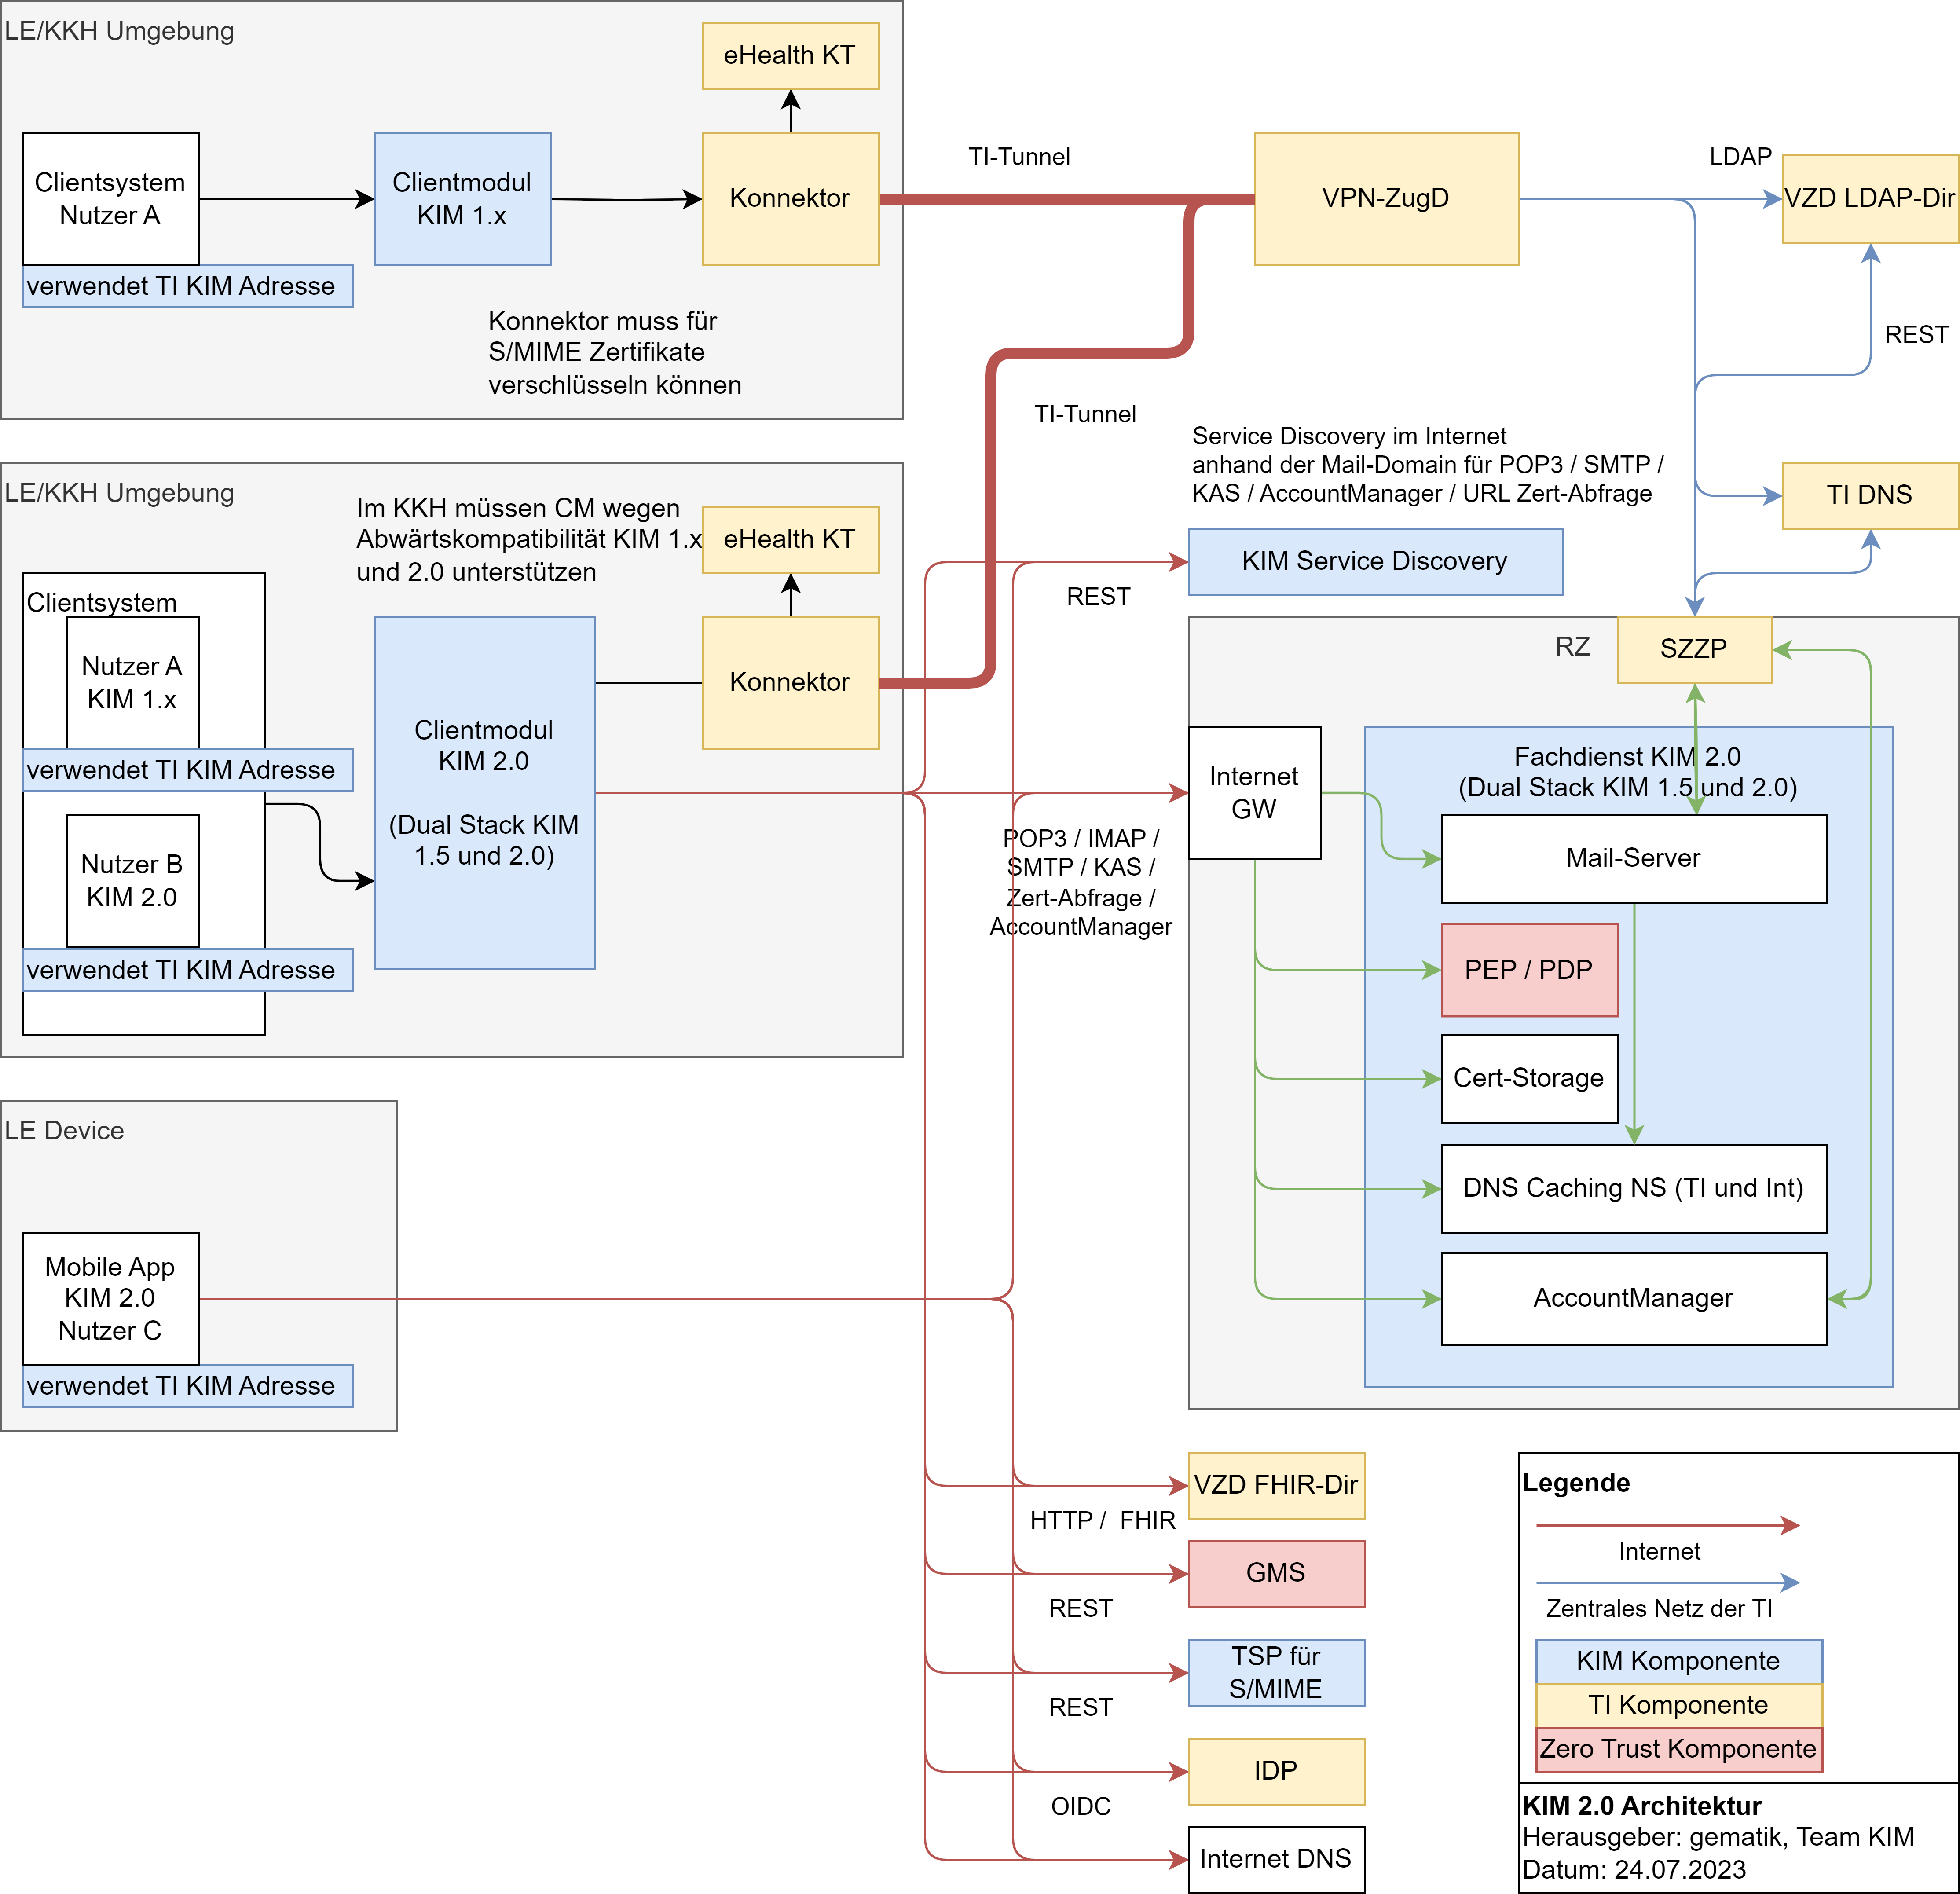 LE/KKH Umgebung
eHealth KT
Clientsystem
Nutzer A
verwendet TI KIM Adresse
Clientmodul
KIM 1.x
Konnektor
Konnektor muss für
S/MIME Zertifikate
verschlüsseln können
TI-Tunnel
VPN-ZugD
LDAP
VZD LDAP-Dir
REST
TI-Tunnel
Service Discovery im Internet
anhand der Mail-Domain für POP3 / SMTP /
KAS / AccountManager / URL Zert-Abfrage
TI DNS
KIM Service Discovery
REST
LE/KKH Umgebung
Im KKH müssen CM wegen
Abwärtskompatibilität KIM 1.x
und 2.0 unterstützen
eHealth KT
Clientsystem
Nutzer A
KIM 1.x
verwendet TI KIM Adresse
Nutzer B
KIM 2.0
verwendet TI KIM Adresse
Clientmodul
KIM 2.0
(Dual Stack KIM
1.5 und 2.0)
Konnektor
POP3 / IMAP /
SMTP / KAS /
Zert-Abfrage /
AccountManager
RZ
SZZP
Internet
GW
Fachdienst KIM 2.0
(Dual Stack KIM 1.5 und 2.0)
Mail-Server
PEP / PDP
Cert-Storage
DNS Caching NS (TI und Int)
AccountManager
LE Device
Mobile App
KIM 2.0
Nutzer C
verwendet TI KIM Adresse
VZD FHIR-Dir
HTTP / FHIR
GMS
REST
TSP für
S/MIME
REST
IDP
OIDC
Internet DNS
Legende
Internet
Zentrales Netz der TI
KIM Komponente
TI Komponente
Zero Trust Komponente
KIM 2.0 Architektur
Herausgeber: gematik, Team KIM
Datum: 24.07.2023